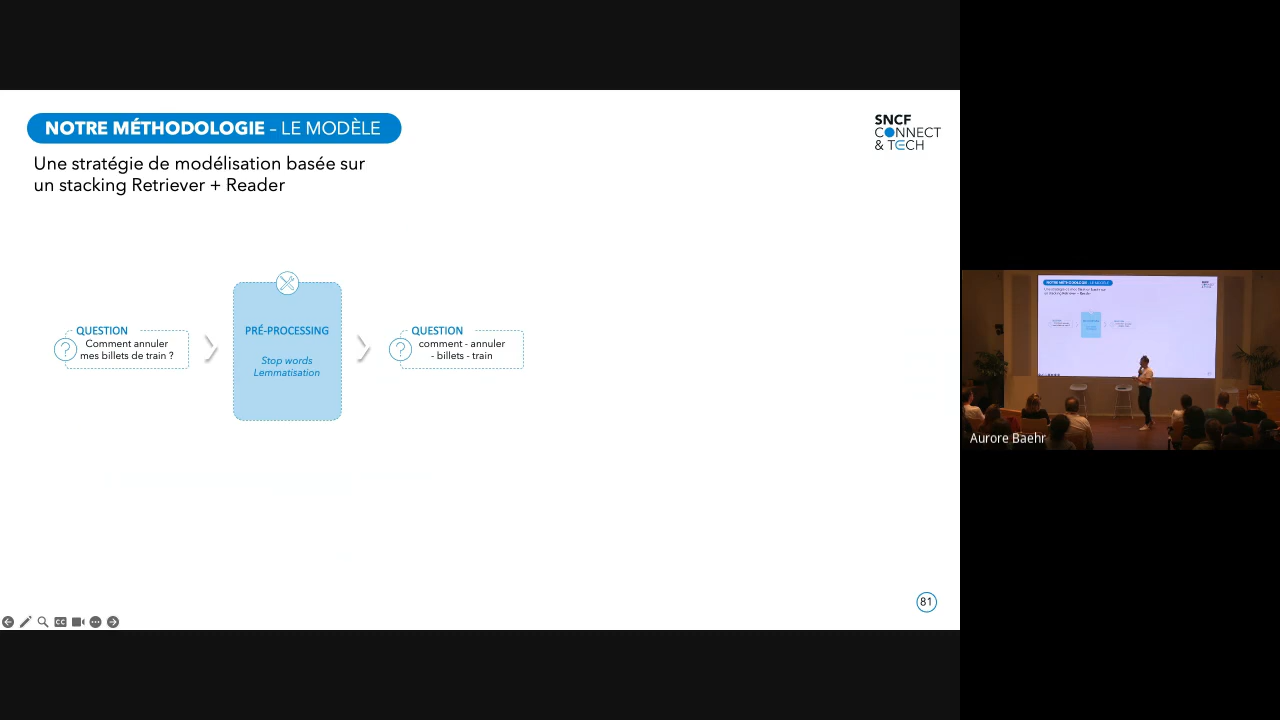 NOTRE MÉTHODOLOGIE – LE MODÈLE
Une stratégie de modélisation basée sur
un stacking Retriever + Reader
SNCF
CONNECT
& TECH
QUESTION
Comment annuler
mes billets de train ?
PRÉ-PROCESSING
Stop words
Lemmatisation
QUESTION
comment - annuler
- billets - train
81
CC
Aurore Baehr